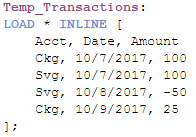 Temp_Transactions:
LOAD * INLINE [
Acct, Date, Amount
Ckg, 10/7/2017, 100
Svg, 10/7/2017, 100
Svg, 10/8/2017, -50
Ckg, 10/9/2017, 25
];